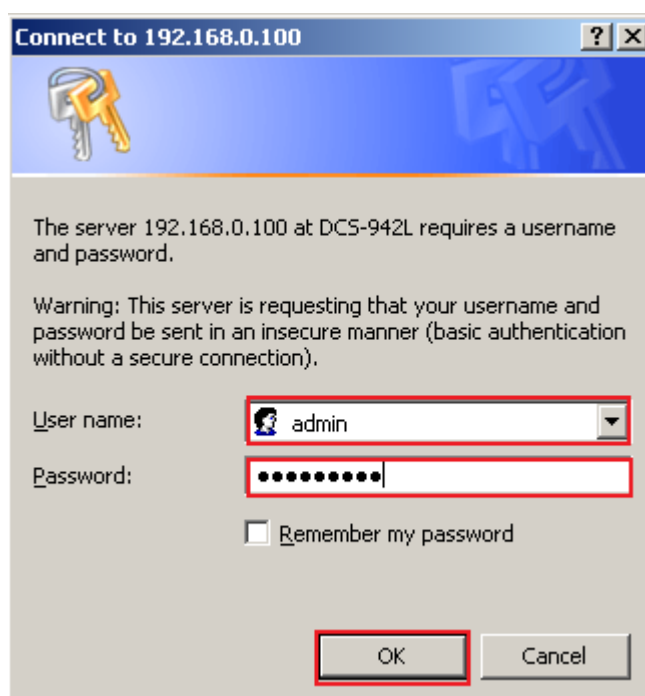 Connect to 192.168.0.100
The server 192.168.0.100 at DCS-942L requires a username
and password.
Warning: This server is requesting that your username and
password be sent in an insecure manner (basic authentication
without a secure connection).
User name:
admin
Password:
●●●●●●●●●
Remember my password
OK
Cancel